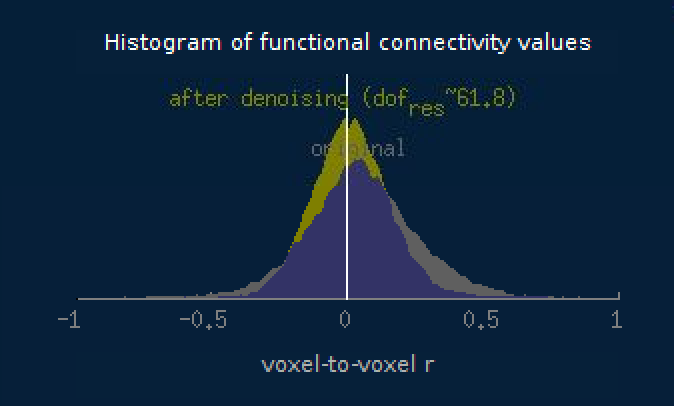 Histogram of functional connectivity values
after denoising (dof_res~61.8)
original
-1 -0.5 0 0.5 1
voxel-to-voxel r